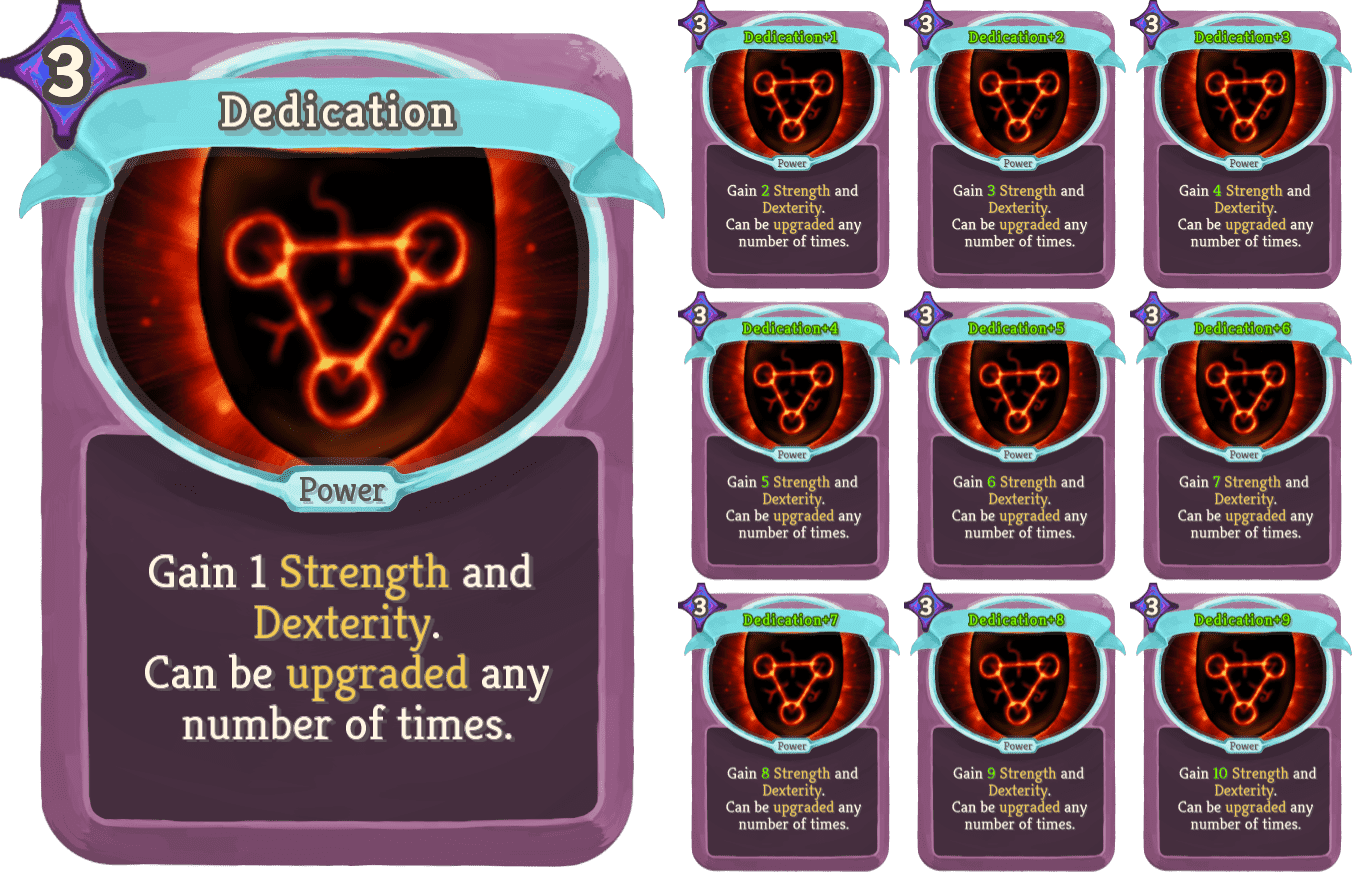 3
Dedication
Power
Gain 1 Strength and
Dexterity.
Can be upgraded any
number of times.
3
Dedication+1
Power
Gain 2 Strength and
Dexterity.
Can be upgraded any
number of times.
3
Dedication+2
Power
Gain 3 Strength and
Dexterity.
Can be upgraded any
number of times.
3
Dedication+3
Power
Gain 4 Strength and
Dexterity.
Can be upgraded any
number of times.
3
Dedication+4
Power
Gain 5 Strength and
Dexterity.
Can be upgraded any
number of times.
3
Dedication+5
Power
Gain 6 Strength and
Dexterity.
Can be upgraded any
number of times.
3
Dedication+6
Power
Gain 7 Strength and
Dexterity.
Can be upgraded any
number of times.
3
Dedication+7
Power
Gain 8 Strength and
Dexterity.
Can be upgraded any
number of times.
3
Dedication+8
Power
Gain 9 Strength and
Dexterity.
Can be upgraded any
number of times.
3
Dedication+9
Power
Gain 10 Strength and
Dexterity.
Can be upgraded any
number of times.